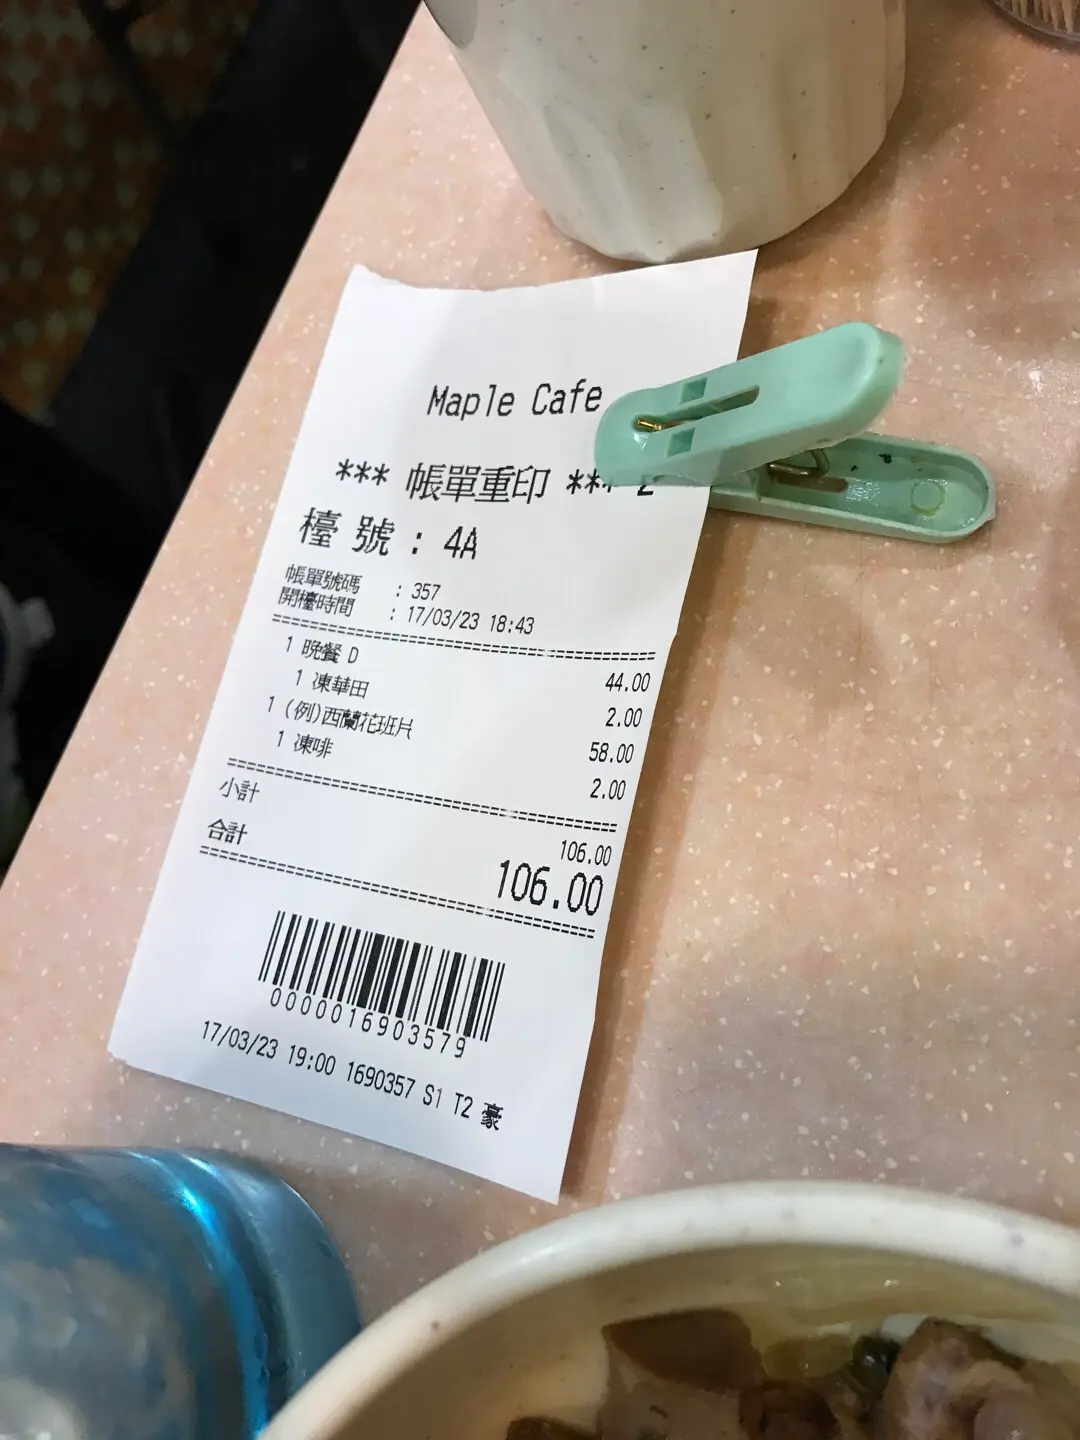 Maple Cafe
*** 帳單重印 ***
檯 號 : 4A
帳單號碼 : 357
開檯時間 : 17/03/23 18:43
1 晚餐 D 44.00
1 凍華田 2.00
1 (例)西蘭花班片 58.00
1 凍啡 2.00
小計 106.00
合計 106.00
0000016903579
17/03/23 19:00 1690357 S1 T2 豪